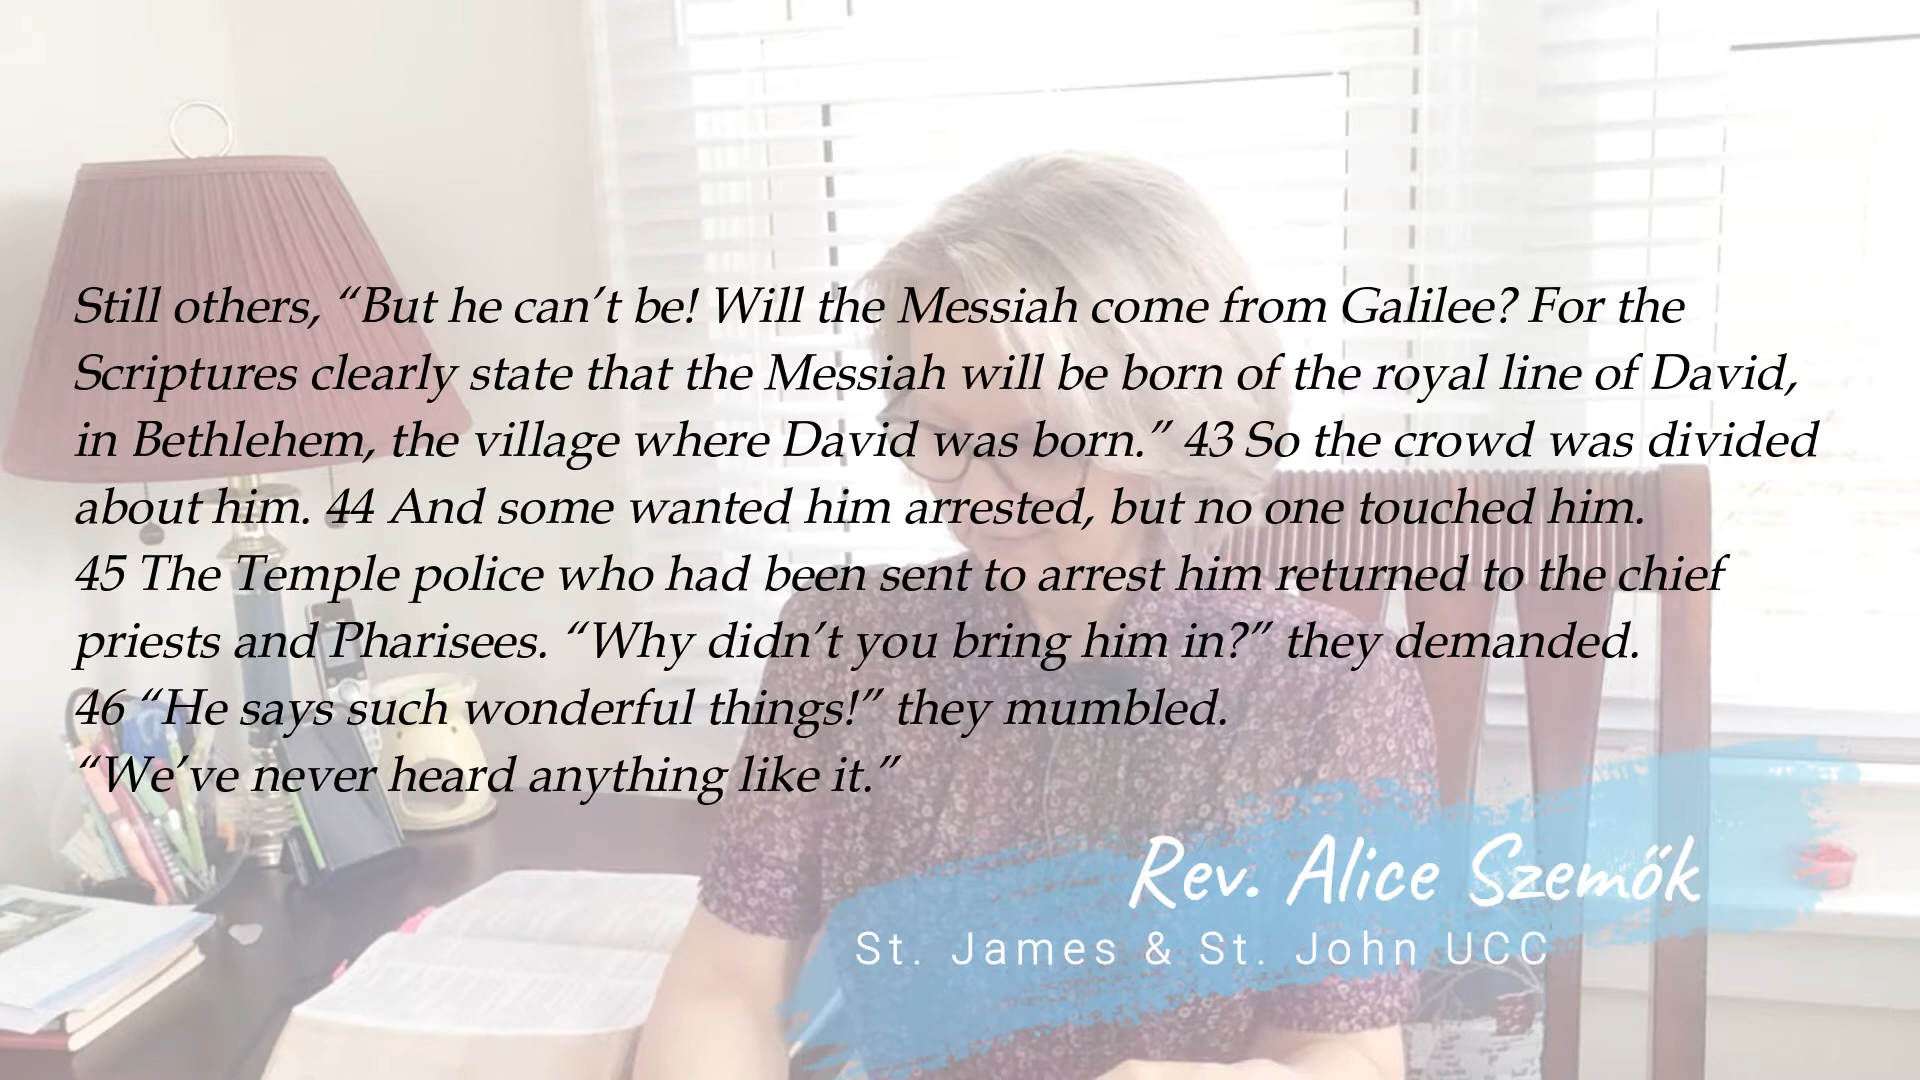 Still others, “But he can’t be! Will the Messiah come from Galilee? For the
Scriptures clearly state that the Messiah will be born of the royal line of David,
in Bethlehem, the village where David was born.” 43 So the crowd was divided
about him. 44 And some wanted him arrested, but no one touched him.
45 The Temple police who had been sent to arrest him returned to the chief
priests and Pharisees. “Why didn’t you bring him in?” they demanded.
46 “He says such wonderful things!” they mumbled.
“We’ve never heard anything like it.”
Rev. Alice Szemők
St. James & St. John UCC